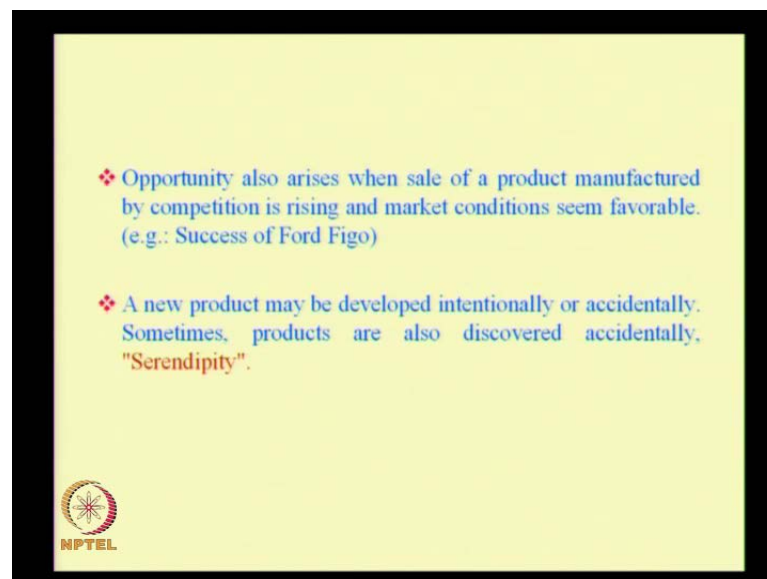 ❖ Opportunity also arises when sale of a product manufactured
by competition is rising and market conditions seem favorable.
(e.g.: Success of Ford Figo)
❖ A new product may be developed intentionally or accidentally.
Sometimes, products are also discovered accidentally,
"Serendipity".
NPTEL